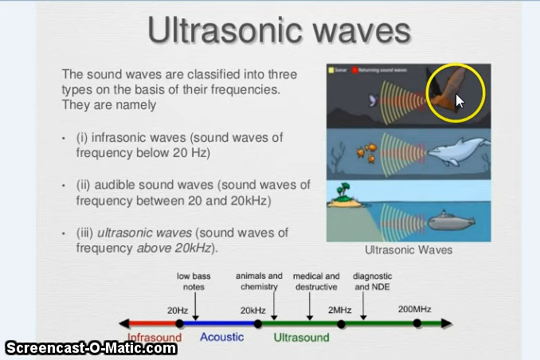 Ultrasonic waves
The sound waves are classified into three
types on the basis of their frequencies.
They are namely
• (i) infrasonic waves (sound waves of
frequency below 20 Hz)
• (ii) audible sound waves (sound waves of
frequency between 20 and 20kHz)
• (iii) ultrasonic waves (sound waves of
frequency above 20kHz).
Sonar Returning sound waves
Ultrasonic Waves
low bass
notes
animals and
chemistry
medical and
destructive
diagnostic
and NDE
20Hz 20kHz 2MHz 200MHz
Infrasound Acoustic Ultrasound
Screencast-O-Matic.com